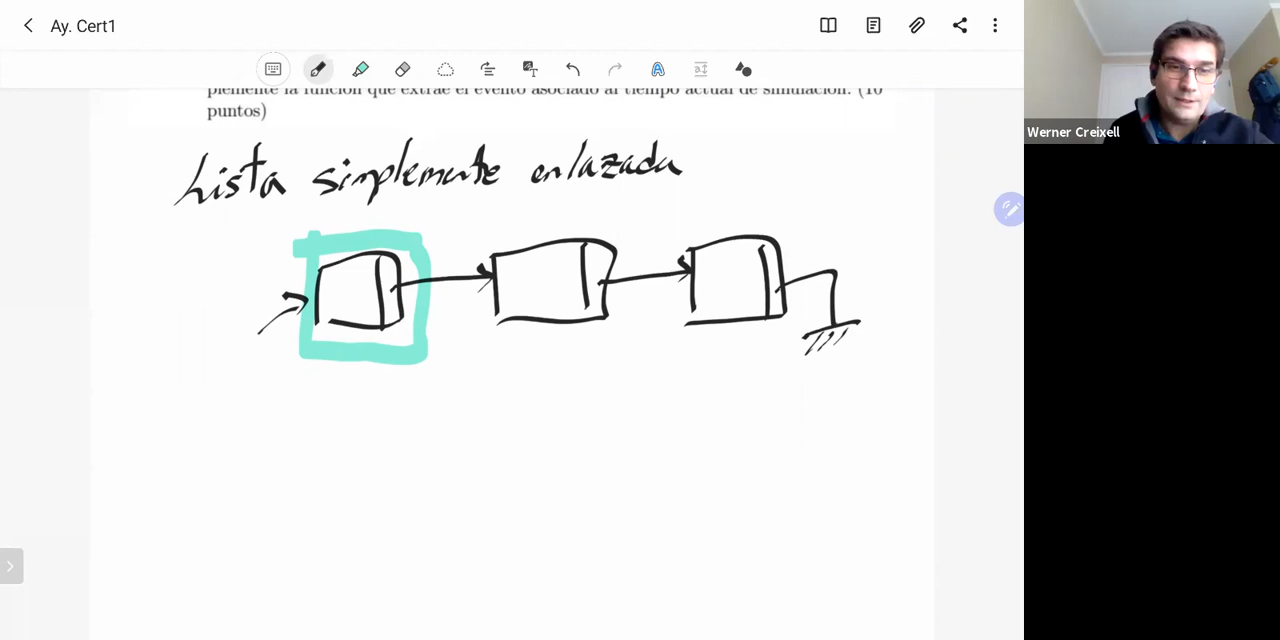 Ay. Cert1
plemente la función que extrae el evento asociado al tiempo actual de simulación. (10
puntos)
Lista simplemente enlazada
Werner Creixell